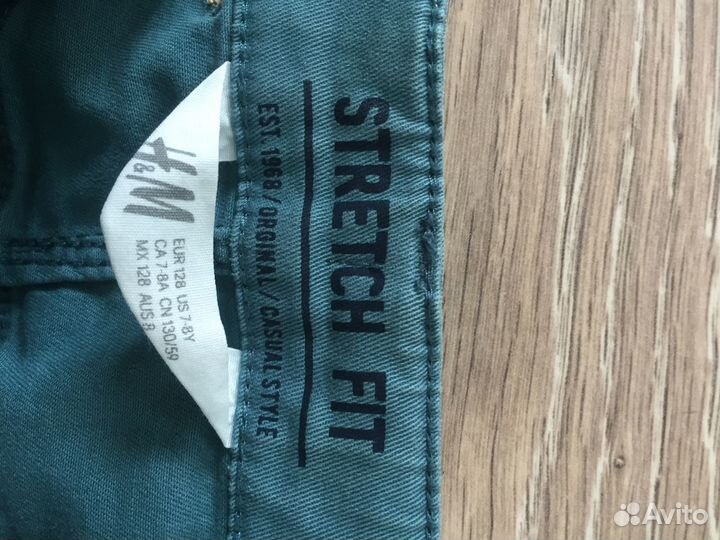 H&M
EUR 128 US 7-8Y
CA 7-8A CN 130/59
MX 128 AUS 8
STRETCH FIT
EST. 1968 / ORGINAL / CASUAL STYLE
Avito